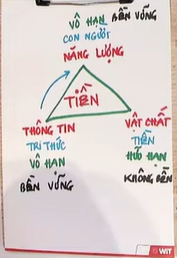 VÔ HẠN BỀN VỮNG
CON NGƯỜI
NĂNG LƯỢNG
TIỀN
THÔNG TIN
TRI THỨC
VÔ HẠN
BỀN VỮNG
VẬT CHẤT
TIỀN
HỮU HẠN
KHÔNG BỀN
WIT